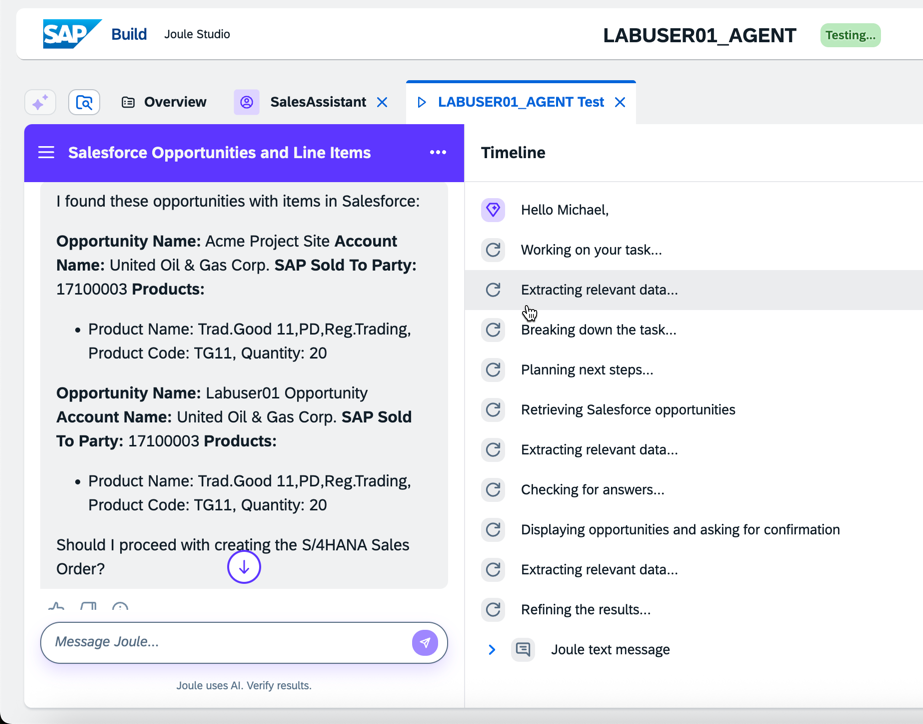 SAP Build Joule Studio LABUSER01_AGENT Testing...
Overview SalesAssistant LABUSER01_AGENT Test
Salesforce Opportunities and Line Items
I found these opportunities with items in Salesforce:
Opportunity Name: Acme Project Site Account
Name: United Oil & Gas Corp. SAP Sold To Party:
17100003 Products:
• Product Name: Trad.Good 11,PD,Reg.Trading,
Product Code: TG11, Quantity: 20
Opportunity Name: Labuser01 Opportunity
Account Name: United Oil & Gas Corp. SAP Sold
To Party: 17100003 Products:
• Product Name: Trad.Good 11,PD,Reg.Trading,
Product Code: TG11, Quantity: 20
Should I proceed with creating the S/4HANA Sales
Order?
Message Joule...
Joule uses AI. Verify results.
Timeline
Hello Michael,
Working on your task...
Extracting relevant data...
Breaking down the task...
Planning next steps...
Retrieving Salesforce opportunities
Extracting relevant data...
Checking for answers...
Displaying opportunities and asking for confirmation
Extracting relevant data...
Refining the results...
Joule text message